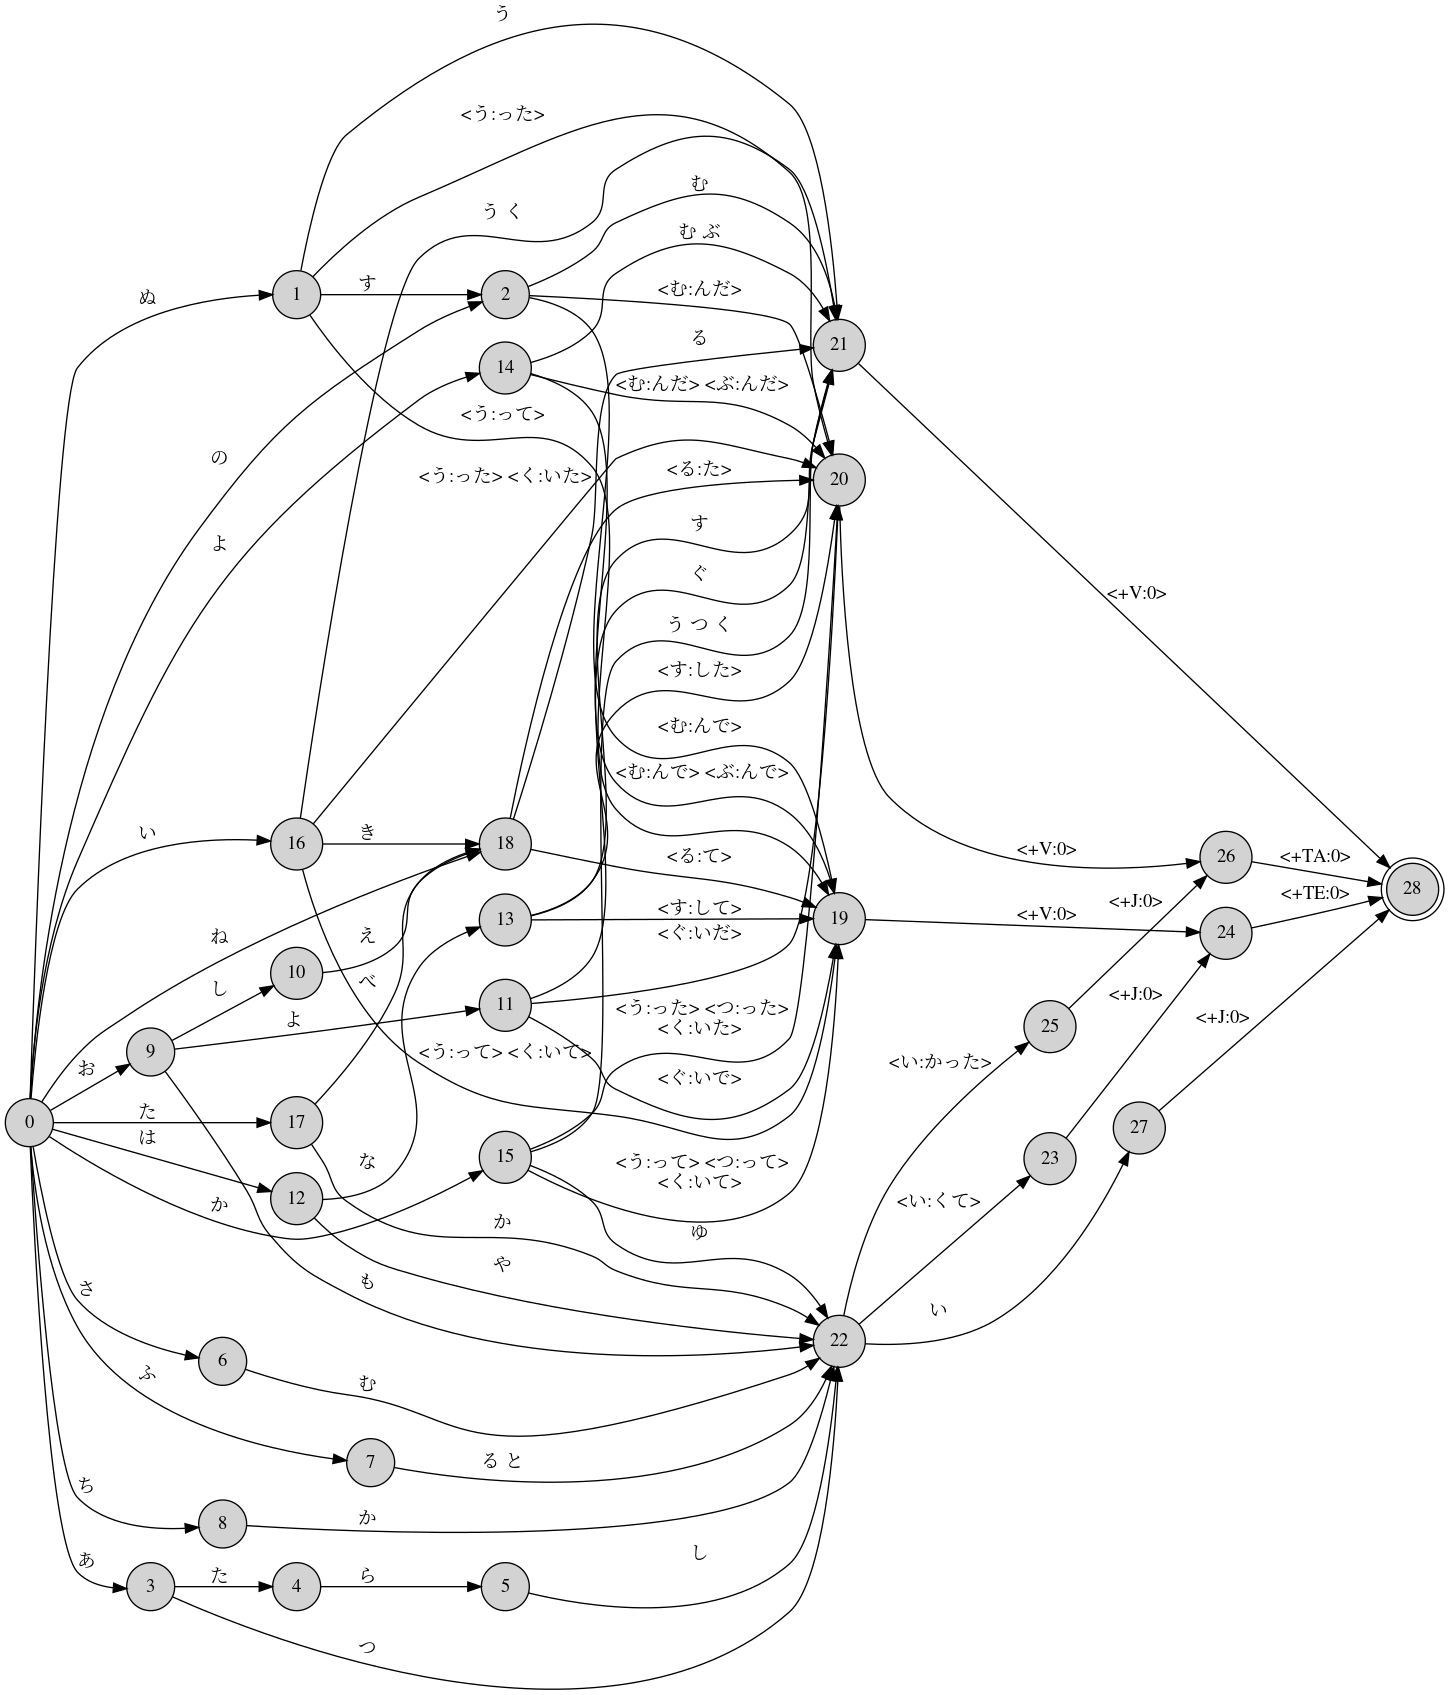 う
<う:った>
む
う く
む ぶ
す
1
2
<む:んだ>
ぬ
る
21
14
<む:んだ> <ぶ:んだ>
<う:って>
の
<う:った> <く:いた>
<る:た>
20
す
よ
ぐ
<+V:0>
う つ く
<す:した>
<む:んで>
<む:んで> <ぶ:んで>
い
き
16
18
<る:て>
<+V:0>
26
<+TA:0>
28
<+TE:0>
<+J:0>
<す:して>
13
19
<+V:0>
24
<ぐ:いだ>
ね
え
10
べ
し
<+J:0>
11
<う:った> <つ:った>
<く:いた>
よ
25
9
<う:って> <く:いて>
<い:かった>
お
<ぐ:いで>
<+J:0>
0
た
17
27
は
な
15
<う:って> <つ:って>
<く:いて>
23
12
か
<い:くて>
か
ゆ
や
も
さ
い
22
6
ふ
む
7
る と
ち
8
か
し
あ
3
た
4
ら
5
つ